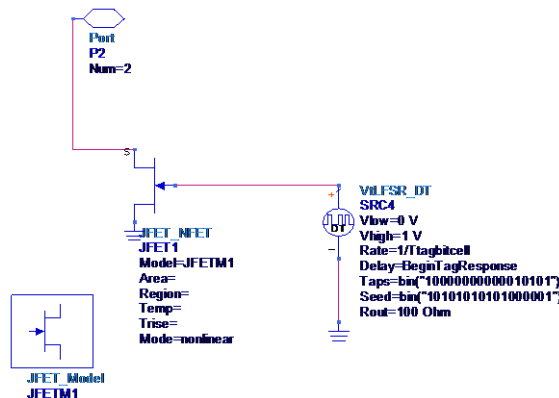 Port
P2
Num=2
S
JFET_NFET
JFET1
Model=JFETM1
Area=
Region=
Temp=
Trise=
Mode=nonlinear
+
DT
-
VtLFSR_DT
SRC4
Vlow=0 V
Vhigh=1 V
Rate=1/Ttagbitcell
Delay=BeginTagResponse
Taps=bin("10000000000010101")
Seed=bin("10101010101000001")
Rout=100 Ohm
JFET_Model
JFETM1